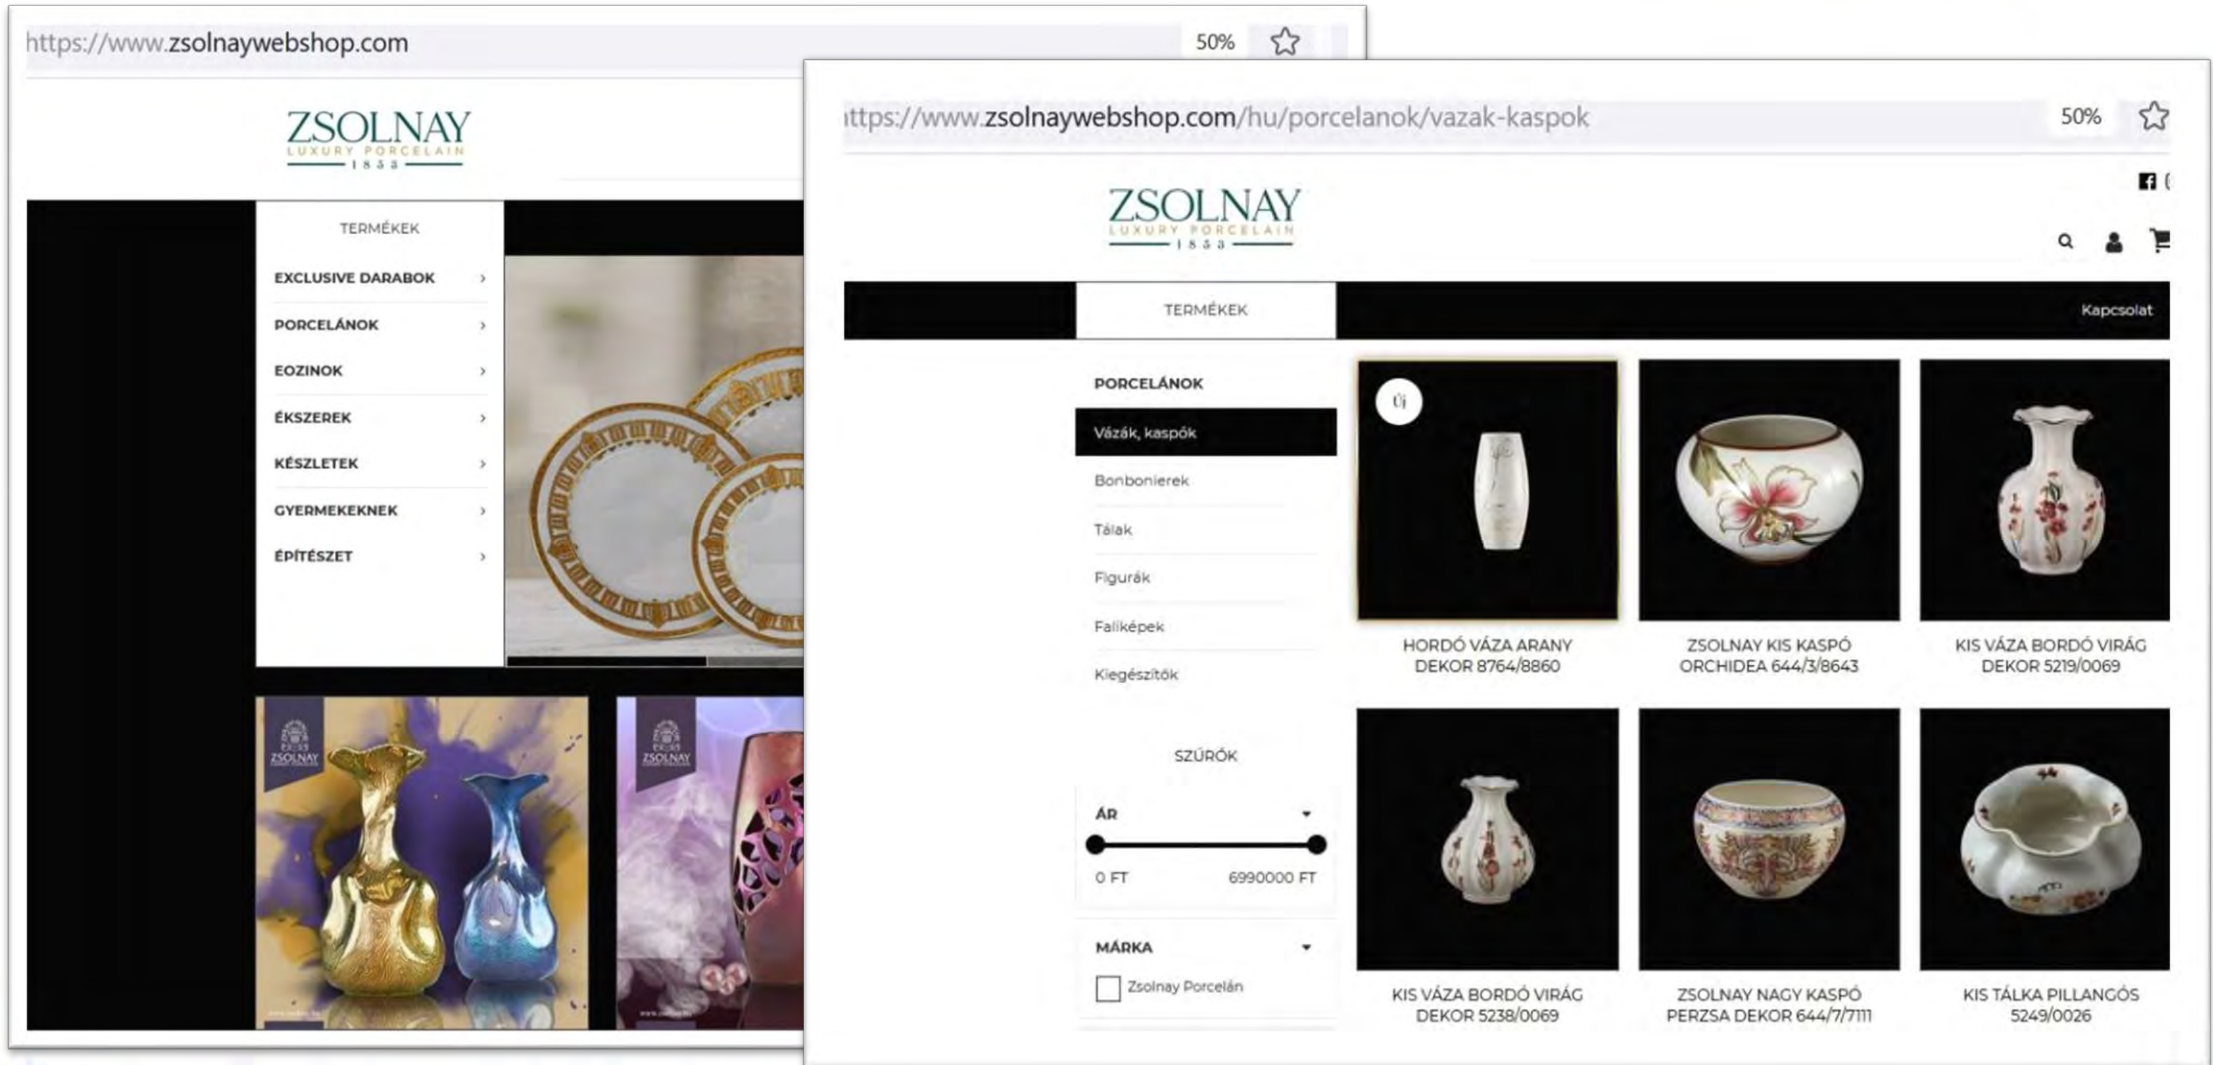 https://www.zsolnaywebshop.com
50%
ZSOLNAY
LUXURY PORCELAIN
1853
TERMÉKEK
EXCLUSIVE DARABOK
PORCELÁNOK
EOZINOK
ÉKSZEREK
KÉSZLETEK
GYERMEKEKNEK
ÉPÍTÉSZET
ZSOLNAY
ZSOLNAY
ttps://www.zsolnaywebshop.com/hu/porcelanok/vazak-kaspok
50%
ZSOLNAY
LUXURY PORCELAIN
1853
TERMÉKEK
Kapcsolat
PORCELÁNOK
Vázák, kaspók
Bonbonierek
Tálak
Figurák
Faliképek
Kiegészítők
SZŰRŐK
ÁR
0 FT 6990000 FT
MÁRKA
Zsolnay Porcelán
Új
HORDÓ VÁZA ARANY
DEKOR 8764/8860
ZSOLNAY KIS KASPÓ
ORCHIDEA 644/3/8643
KIS VÁZA BORDÓ VIRÁG
DEKOR 5219/0069
KIS VÁZA BORDÓ VIRÁG
DEKOR 5238/0069
ZSOLNAY NAGY KASPÓ
PERZSA DEKOR 644/7/7111
KIS TÁLKA PILLANGÓS
5249/0026